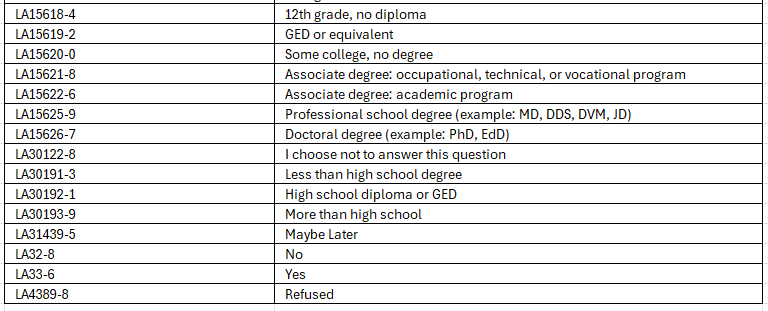 LA15618-4 12th grade, no diploma
LA15619-2 GED or equivalent
LA15620-0 Some college, no degree
LA15621-8 Associate degree: occupational, technical, or vocational program
LA15622-6 Associate degree: academic program
LA15625-9 Professional school degree (example: MD, DDS, DVM, JD)
LA15626-7 Doctoral degree (example: PhD, EdD)
LA30122-8 I choose not to answer this question
LA30191-3 Less than high school degree
LA30192-1 High school diploma or GED
LA30193-9 More than high school
LA31439-5 Maybe Later
LA32-8 No
LA33-6 Yes
LA4389-8 Refused